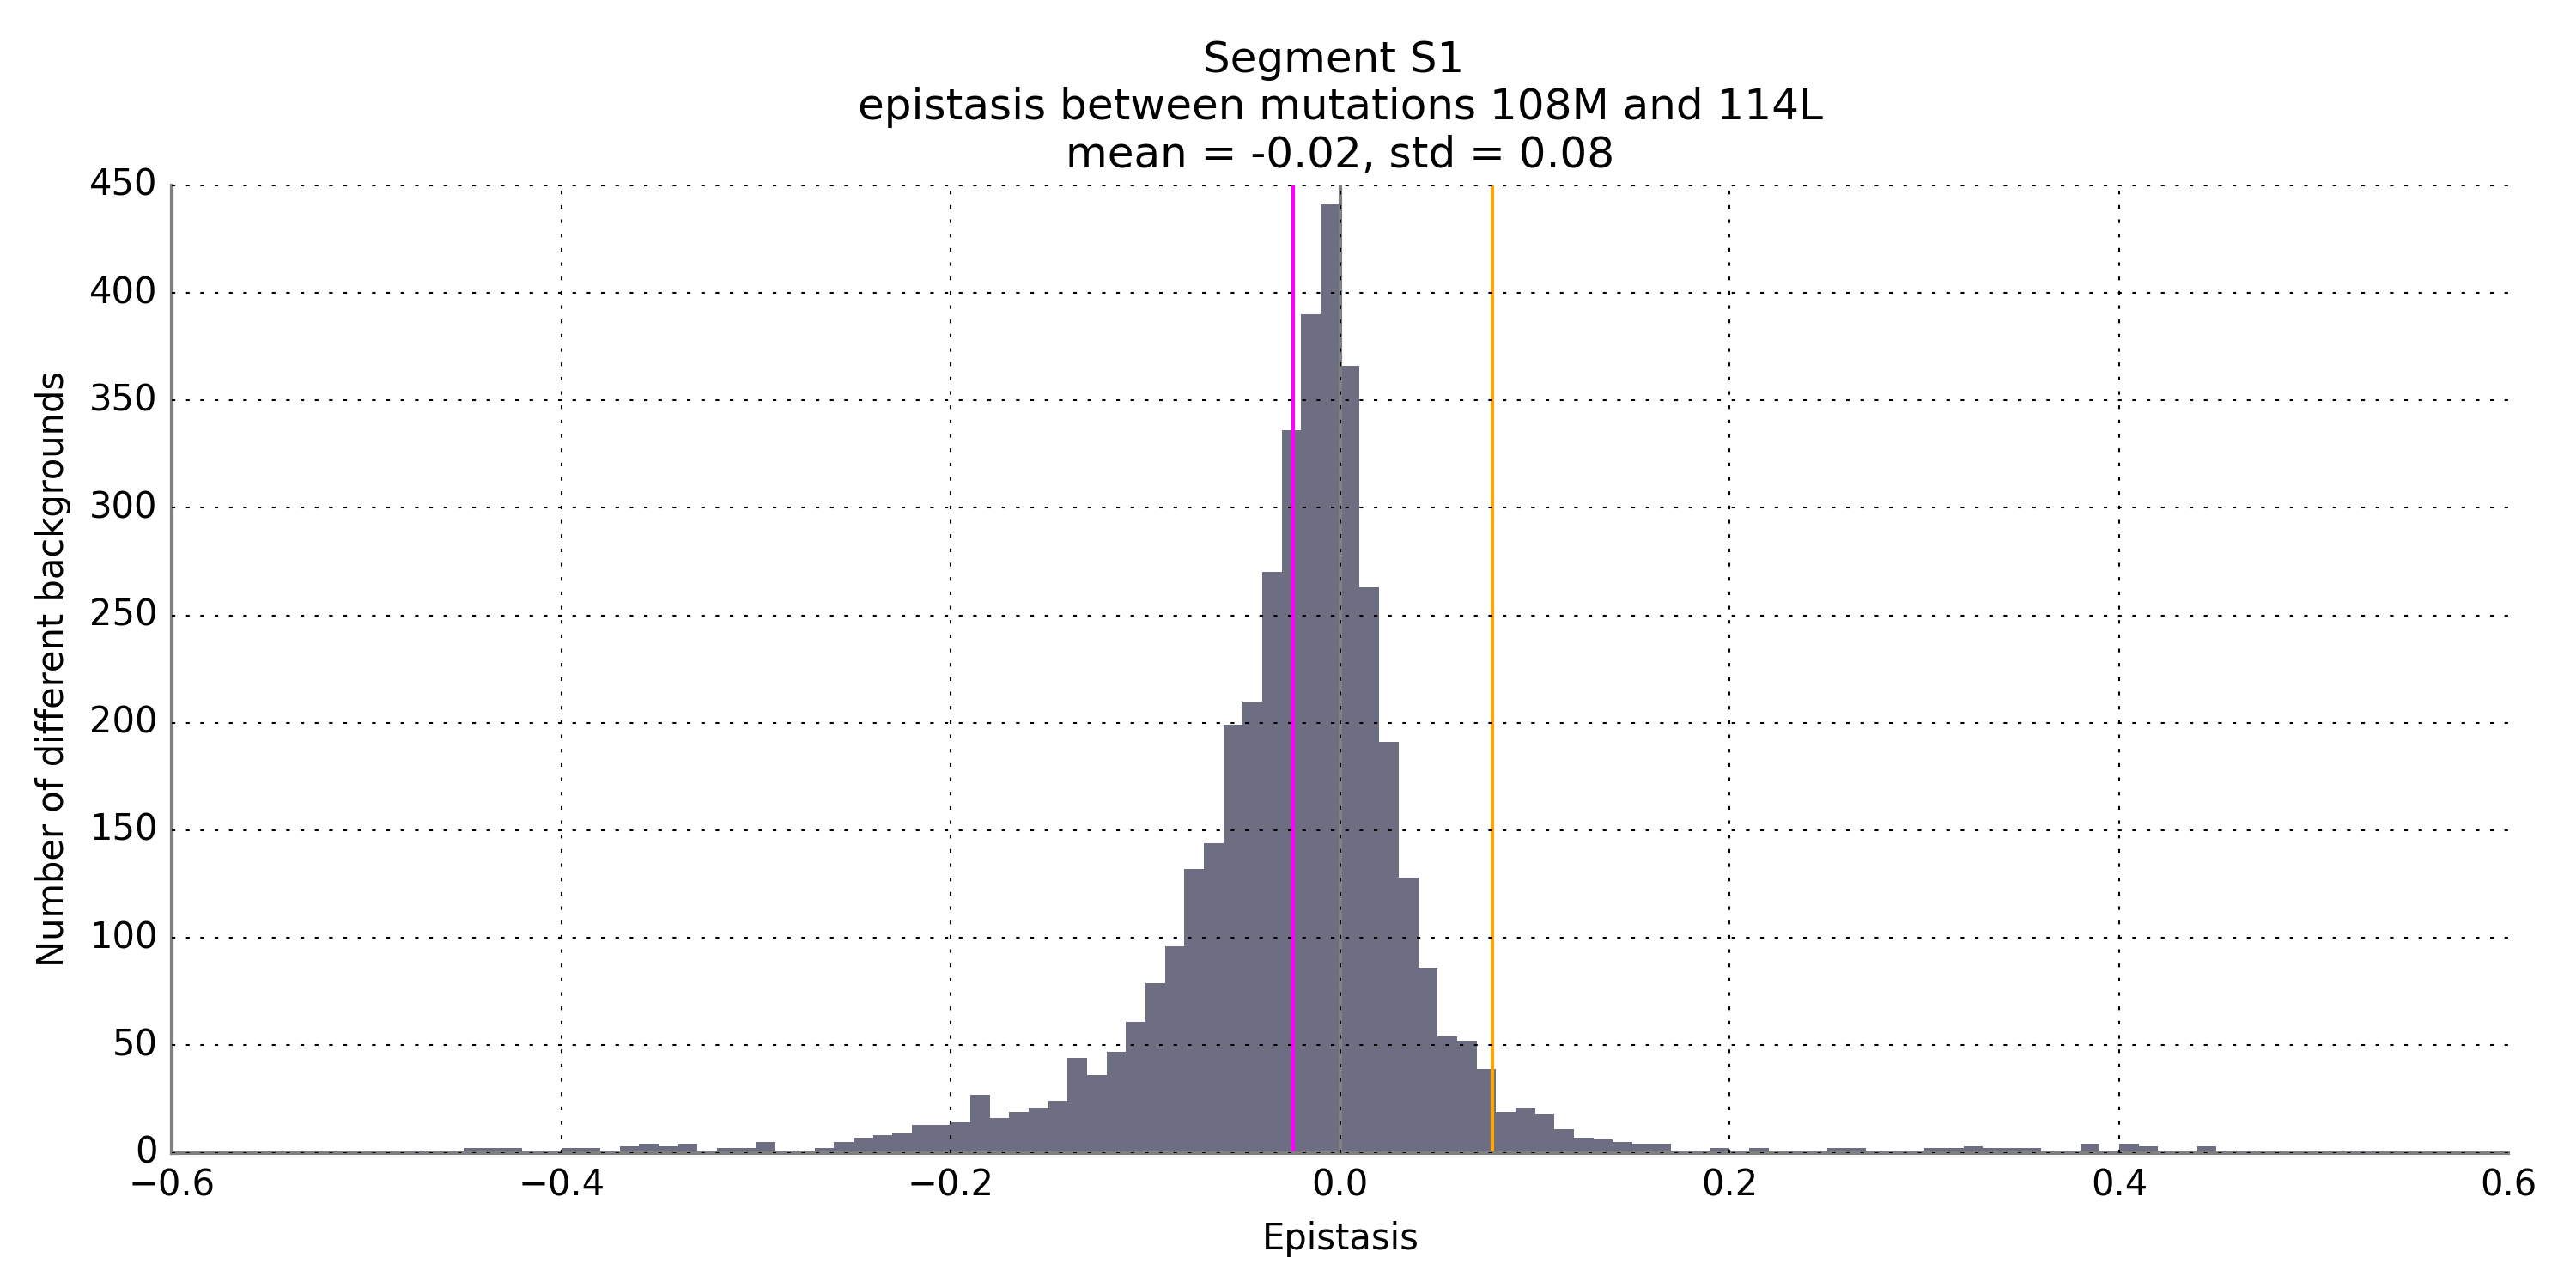 Segment S1
epistasis between mutations 108M and 114L
mean = -0.02, std = 0.08
450
400
350
300
250
200
150
100
50
0
Number of different backgrounds
−0.6 −0.4 −0.2 0.0 0.2 0.4 0.6
Epistasis